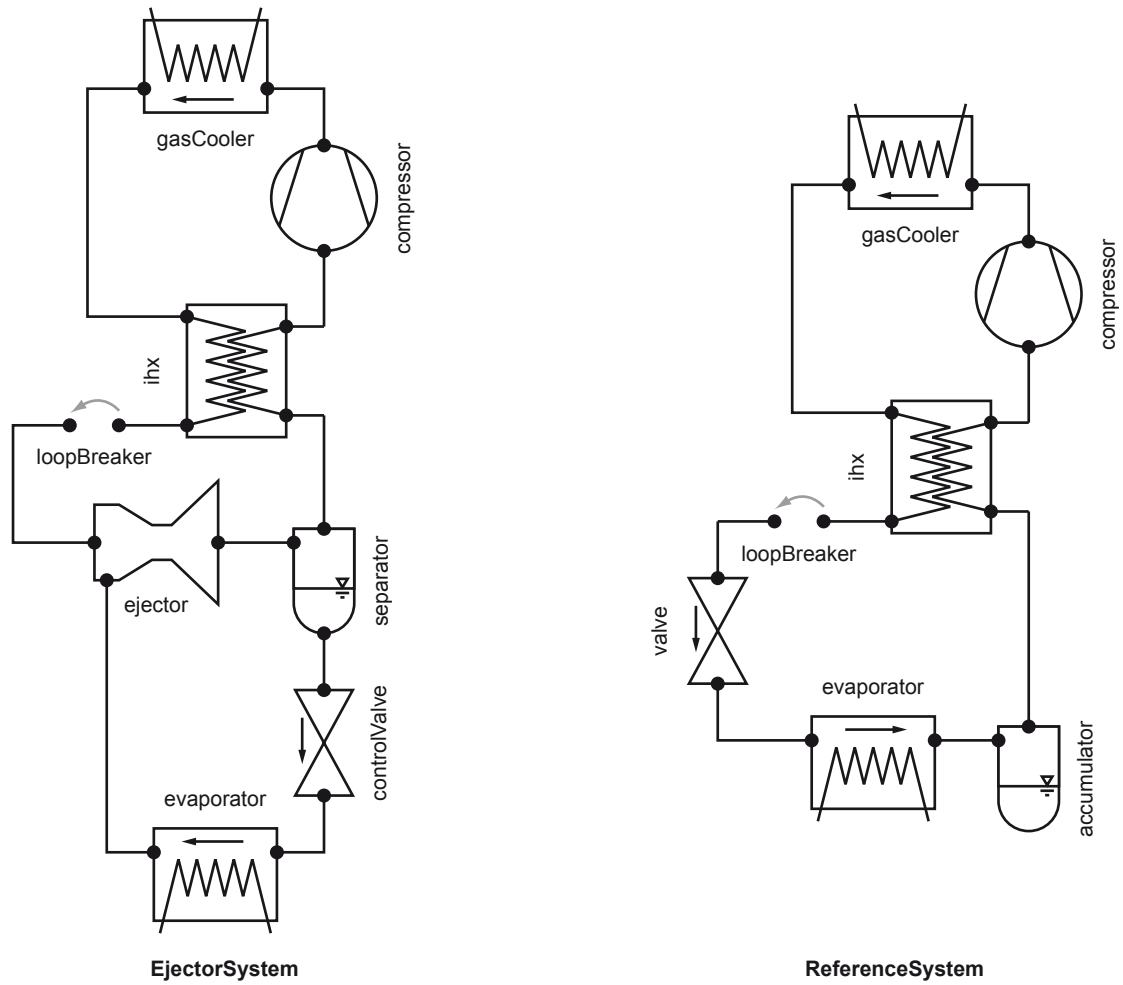 gasCooler
compressor
ihx
loopBreaker
ejector
separator
controlValve
evaporator
EjectorSystem
gasCooler
compressor
ihx
loopBreaker
valve
evaporator
accumulator
ReferenceSystem